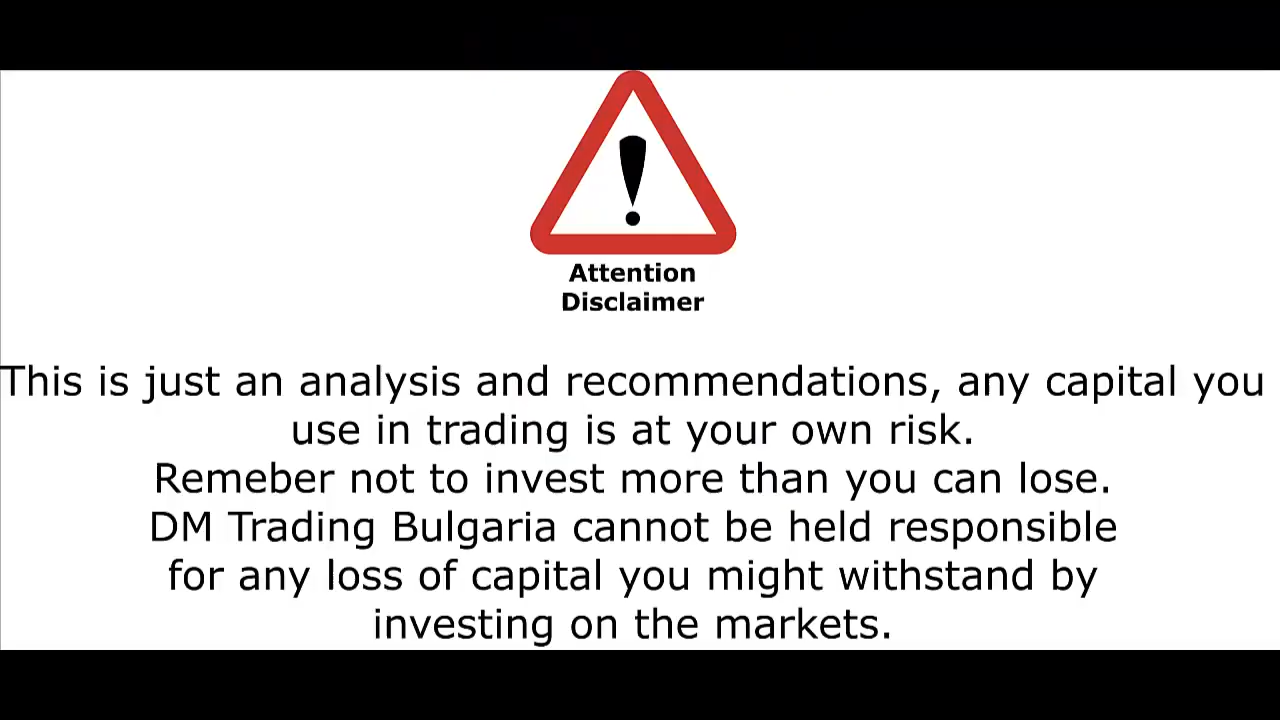 Attention
Disclaimer
This is just an analysis and recommendations, any capital you
use in trading is at your own risk.
Remeber not to invest more than you can lose.
DM Trading Bulgaria cannot be held responsible
for any loss of capital you might withstand by
investing on the markets.